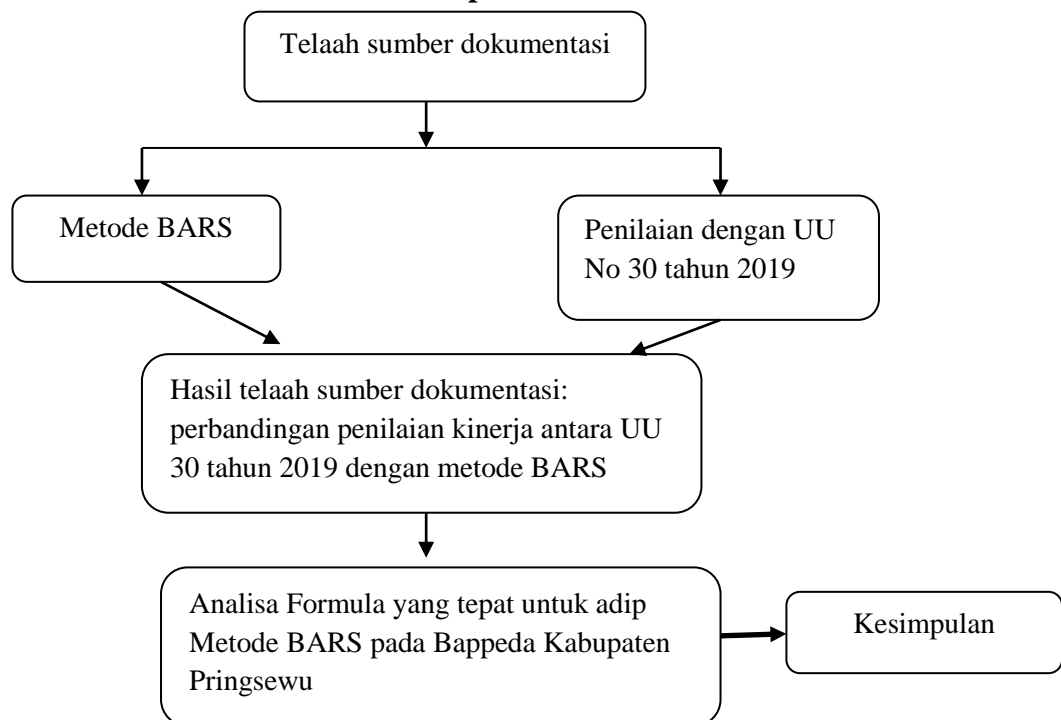 Telaah sumber dokumentasi
Metode BARS
Penilaian dengan UU
No 30 tahun 2019
Hasil telaah sumber dokumentasi:
perbandingan penilaian kinerja antara UU
30 tahun 2019 dengan metode BARS
Analisa Formula yang tepat untuk adip
Metode BARS pada Bappeda Kabupaten
Pringsewu
Kesimpulan